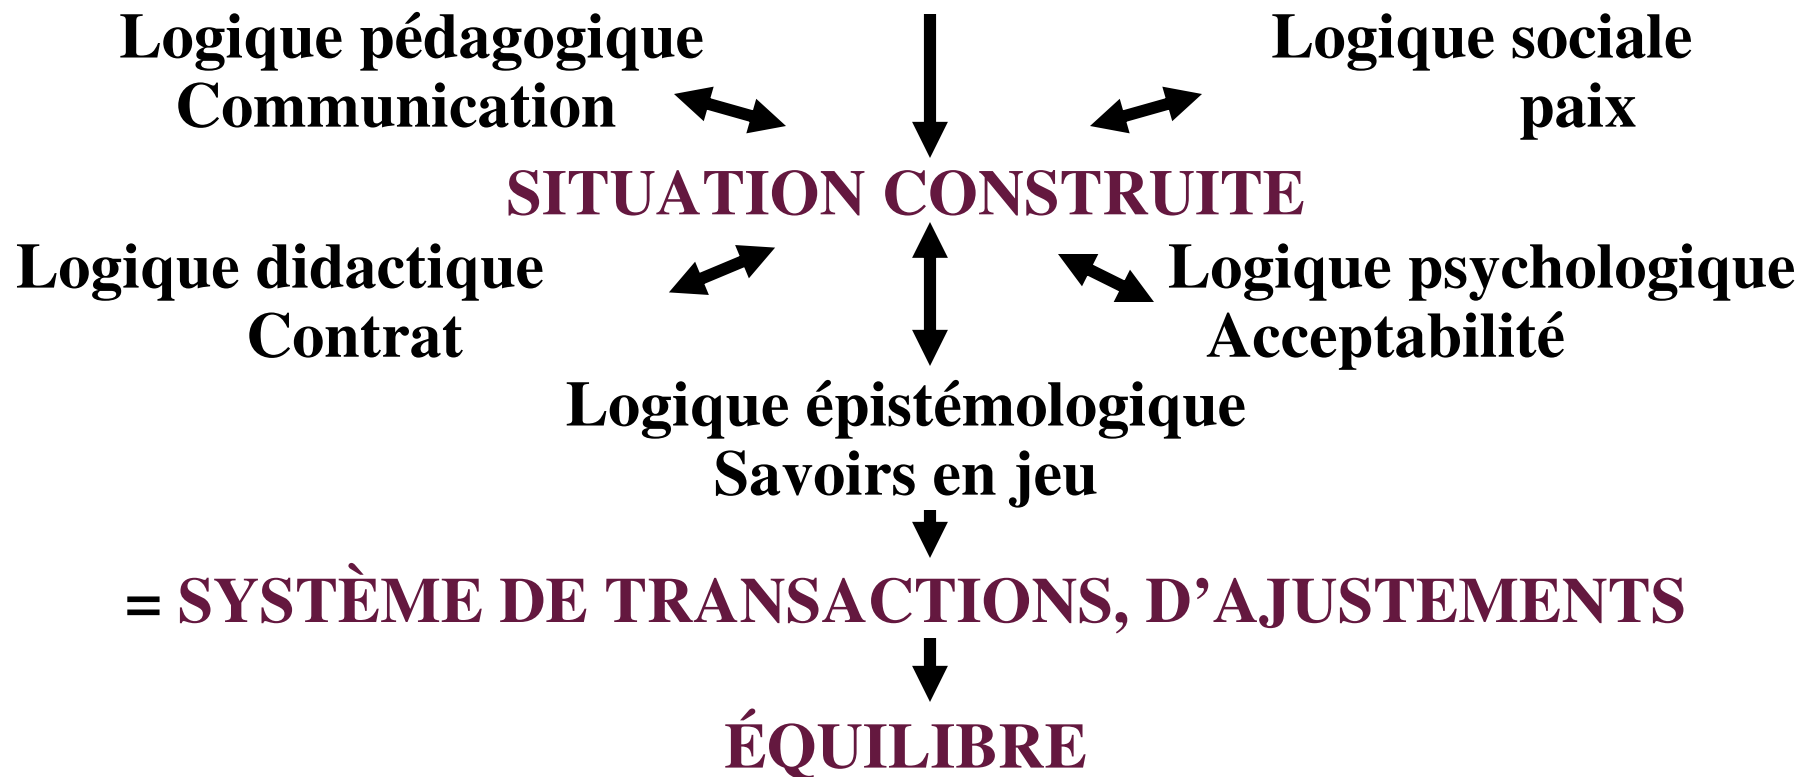 Logique pédagogique
Communication
Logique sociale
paix
SITUATION CONSTRUITE
Logique didactique
Contrat
Logique psychologique
Acceptabilité
Logique épistémologique
Savoirs en jeu
= SYSTÈME DE TRANSACTIONS, D’AJUSTEMENTS
ÉQUILIBRE